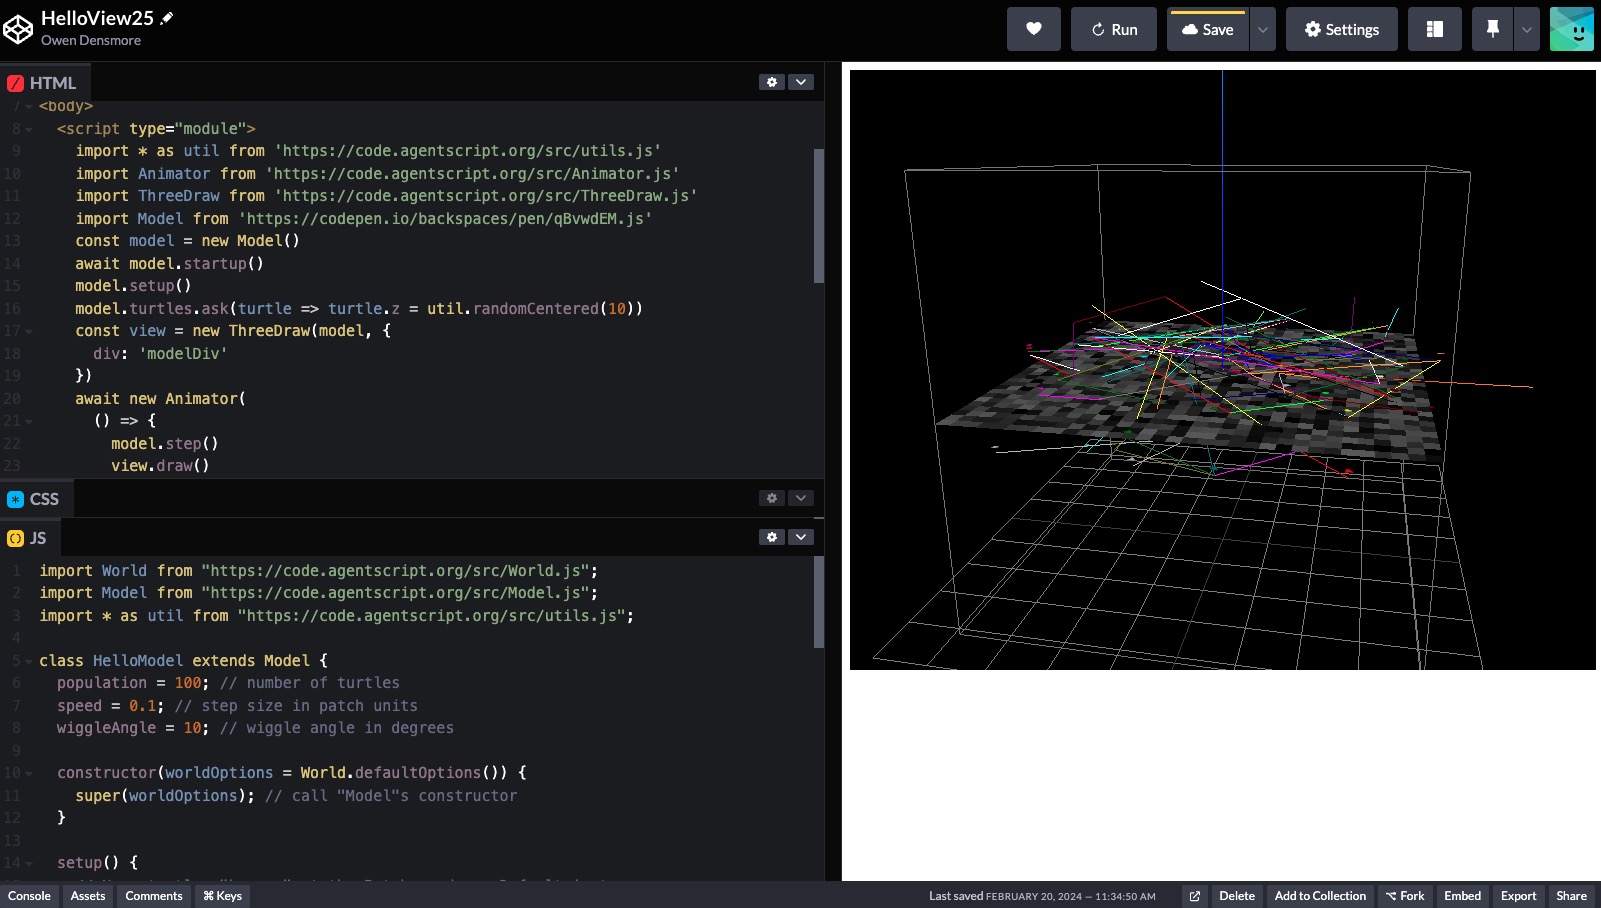 HelloView25
Owen Densmore
Run
Save
Settings
HTML
7 <body>
8 <script type="module">
9 import * as util from 'https://code.agentscript.org/src/utils.js'
10 import Animator from 'https://code.agentscript.org/src/Animator.js'
11 import ThreeDraw from 'https://code.agentscript.org/src/ThreeDraw.js'
12 import Model from 'https://codepen.io/backspaces/pen/qBvwdEM.js'
13 const model = new Model()
14 await model.startup()
15 model.setup()
16 model.turtles.ask(turtle => turtle.z = util.randomCentered(10))
17 const view = new ThreeDraw(model, {
18 div: 'modelDiv'
19 })
20 await new Animator(
21 () => {
22 model.step()
23 view.draw()
CSS
JS
1 import World from "https://code.agentscript.org/src/World.js";
2 import Model from "https://code.agentscript.org/src/Model.js";
3 import * as util from "https://code.agentscript.org/src/utils.js";
4
5 class HelloModel extends Model {
6 population = 100; // number of turtles
7 speed = 0.1; // step size in patch units
8 wiggleAngle = 10; // wiggle angle in degrees
9
10 constructor(worldOptions = World.defaultOptions()) {
11 super(worldOptions); // call "Model"s constructor
12 }
13
14 setup() {
Console Assets Comments ⌘ Keys Last saved FEBRUARY 20, 2024 — 11:34:50 AM Delete Add to Collection Fork Embed Export Share